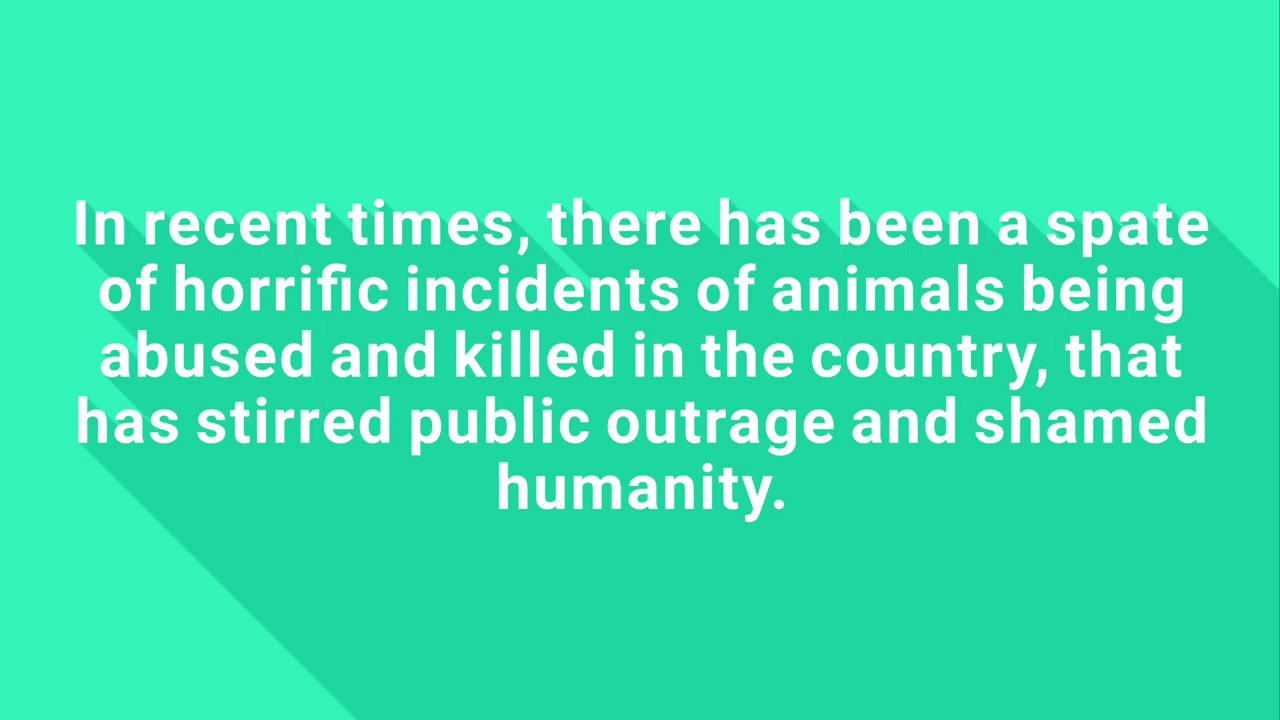 In recent times, there has been a spate
of horrific incidents of animals being
abused and killed in the country, that
has stirred public outrage and shamed
humanity.